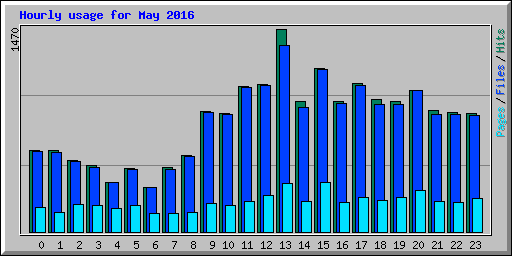 Hourly usage for May 2016
1470
Pages/Files/Hits
0 1 2 3 4 5 6 7 8 9 10 11 12 13 14 15 16 17 18 19 20 21 22 23